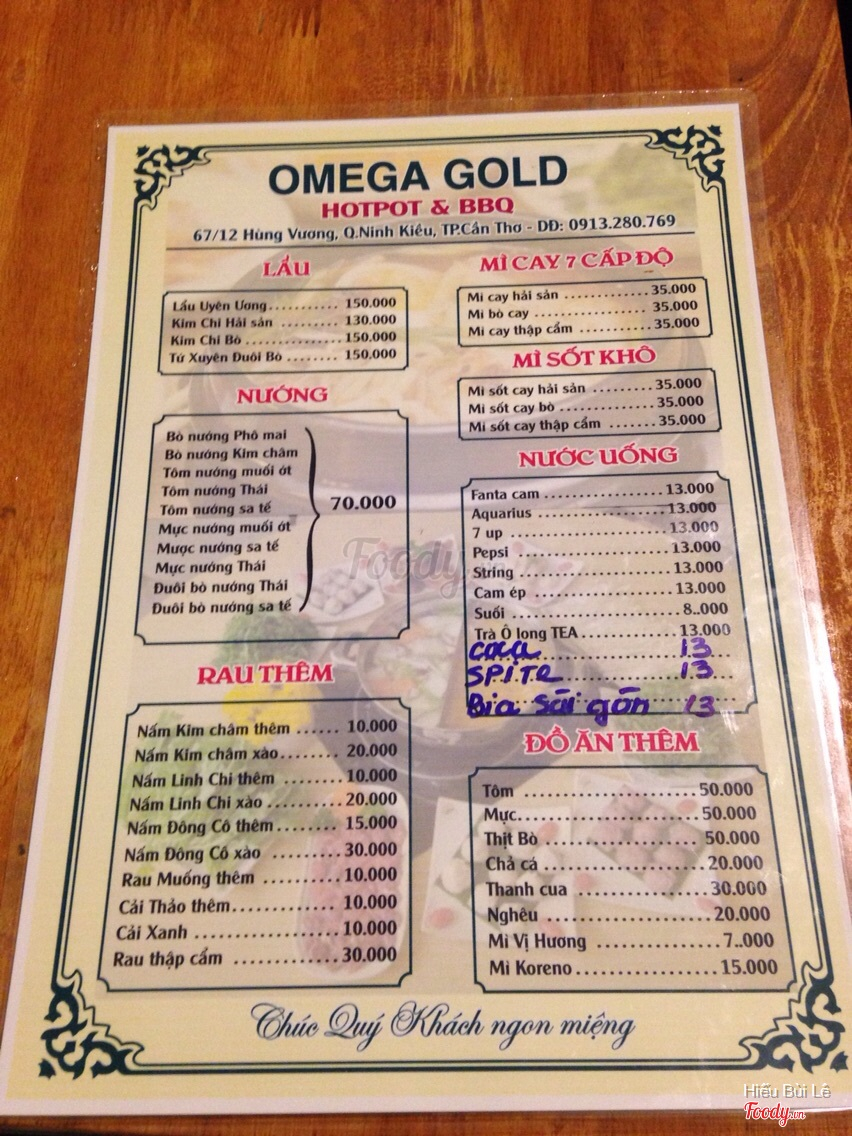 OMEGA GOLD
HOTPOT & BBQ
67/12 Hùng Vương, Q.Ninh Kiều, TP.Cần Thơ - DĐ: 0913.280.769
LẨU
Lẩu Uyên Ương........... 150.000
Kim Chi Hải sản ......... 130.000
Kim Chi Bò ............... 150.000
Tứ Xuyên Đuôi Bò ........ 150.000
NƯỚNG
Bò nướng Phô mai
Bò nướng Kim châm
Tôm nướng muối ớt
Tôm nướng Thái
Tôm nướng sa tế
70.000
Mực nướng muối ớt
Mược nướng sa tế
Mực nướng Thái
Đuôi bò nướng Thái
Đuôi bò nướng sa tế
RAU THÊM
Nấm Kim châm thêm ...... 10.000
Nấm Kim châm xào........ 20.000
Nấm Linh Chi thêm ....... 10.000
Nấm Linh Chi xào .......... 20.000
Nấm Đông Cô thêm........ 15.000
Nấm Đông Cô xào ......... 30.000
Rau Muống thêm ........... 10.000
Cải Thảo thêm............... 10.000
Cải Xanh ..................... 10.000
Rau thập cẩm ............... 30.000
MÌ CAY 7 CẤP ĐỘ
Mì cay hải sản ............. 35.000
Mì bò cay .................. 35.000
Mì cay thập cẩm ........... 35.000
MÌ SỐT KHÔ
Mì sốt cay hải sản ......... 35.000
Mì sốt cay bò .............. 35.000
Mì sốt cay thập cẩm ....... 35.000
NƯỚC UỐNG
Fanta cam .................. 13.000
Aquarius ................... 13.000
7 up ........................ 13.000
Pepsi ....................... 13.000
String ...................... 13.000
Cam ép ..................... 13.000
Suối ........................ 8..000
Trà Ô long TEA............. 13.000
coca 13
SPITE 13
Bia Sài gòn 13
ĐỒ ĂN THÊM
Tôm ........................ 50.000
Mực......................... 50.000
Thịt Bò ..................... 50.000
Chả cá ...................... 20.000
Thanh cua .................. 30.000
Nghêu ...................... 20.000
Mì Vị Hương ............... 7..000
Mì Koreno.................. 15.000
Chúc Quý Khách ngon miệng
Foody.vn
Hiếu Bùi Lê
Foody.vn